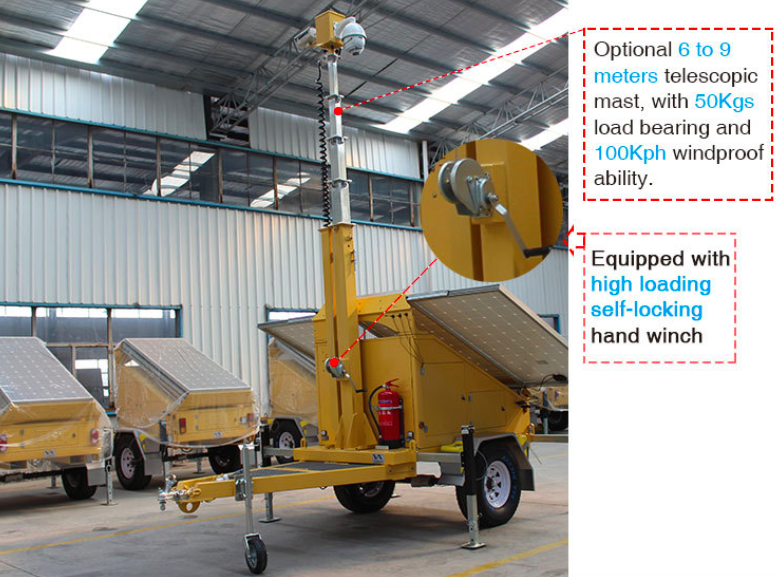 Optional 6 to 9
meters telescopic
mast, with 50Kgs
load bearing and
100Kph windproof
ability.
Equipped with
high loading
self-locking
hand winch